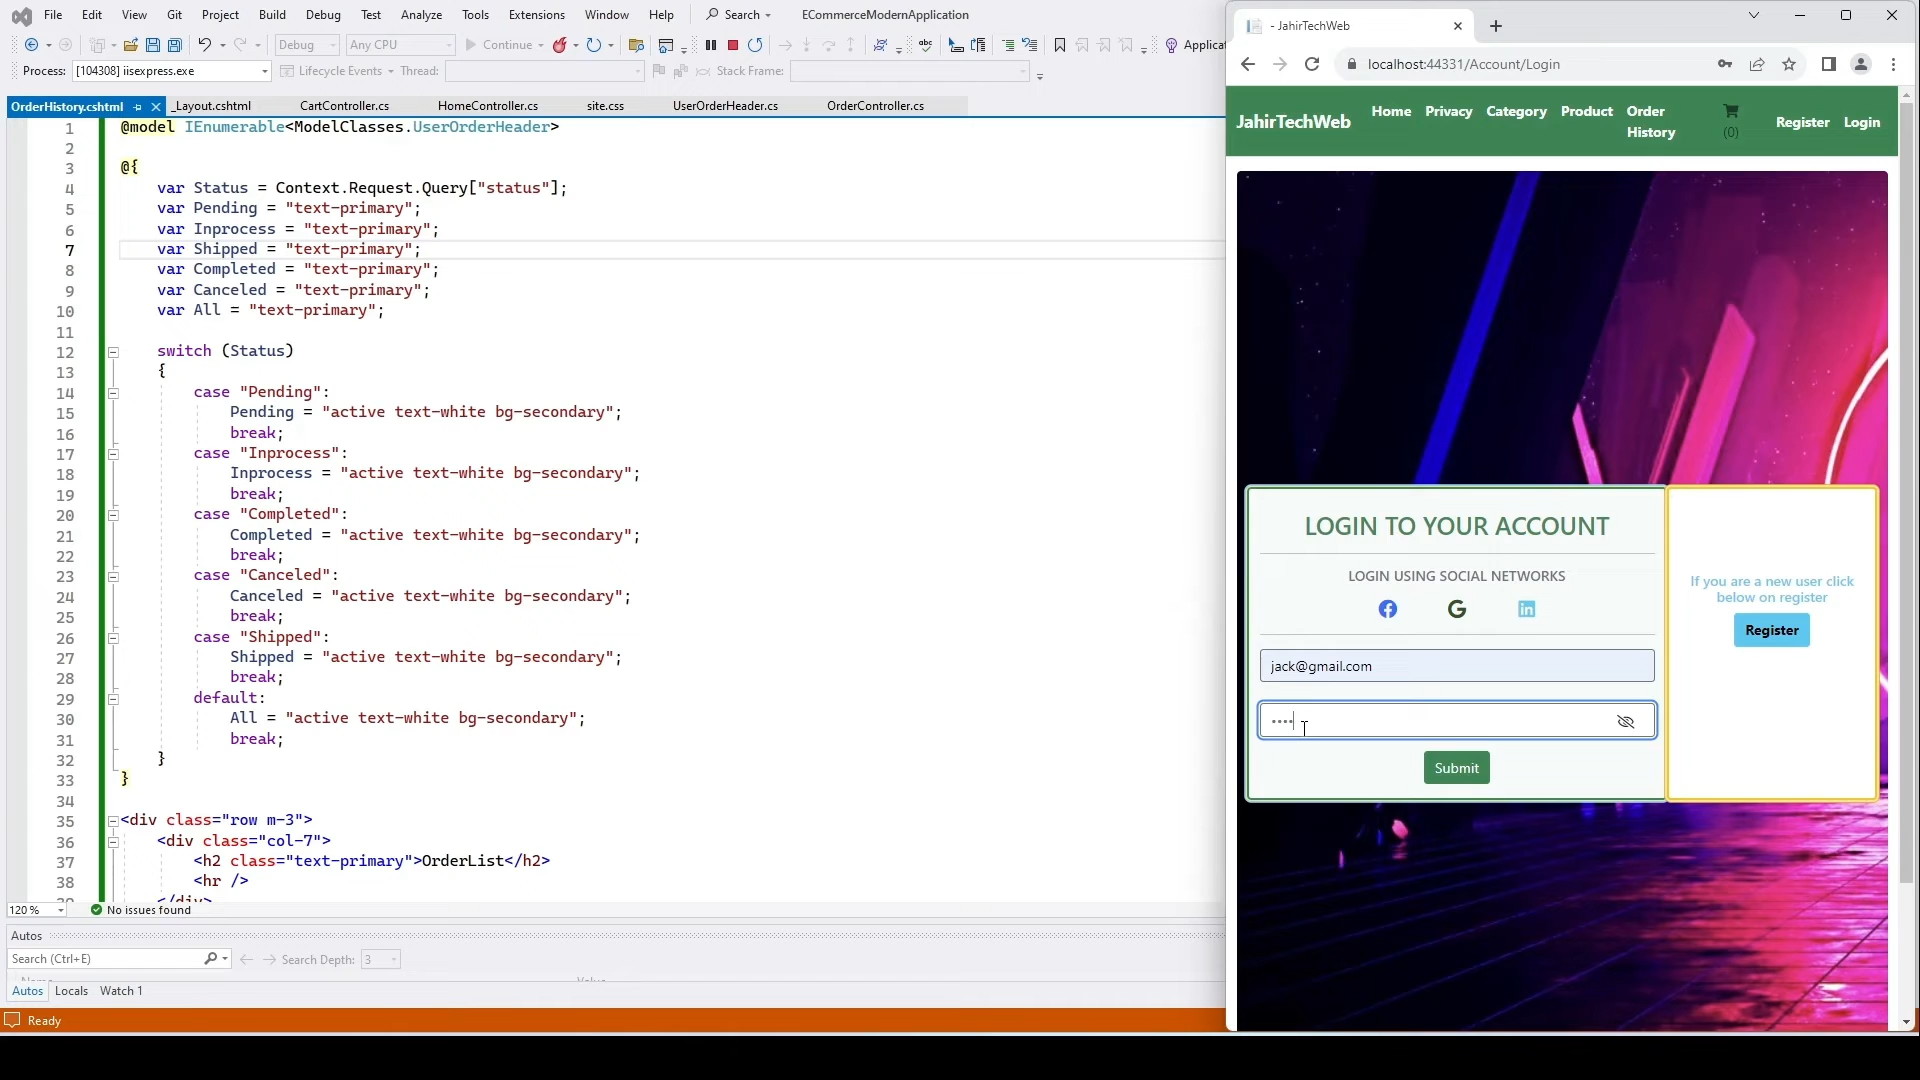 File Edit View Git Project Build Debug Test Analyze Tools Extensions Window Help Search ECommerceModernApplication
Debug Any CPU Continue abc
Process: [104308] iisexpress.exe Lifecycle Events Thread: Stack Frame:
OrderHistory.cshtml _Layout.cshtml CartController.cs HomeController.cs site.css UserOrderHeader.cs OrderController.cs
1 @model IEnumerable<ModelClasses.UserOrderHeader>
2
3 @{
4 var Status = Context.Request.Query["status"];
5 var Pending = "text-primary";
6 var Inprocess = "text-primary";
7 var Shipped = "text-primary";
8 var Completed = "text-primary";
9 var Canceled = "text-primary";
10 var All = "text-primary";
11
12 switch (Status)
13 {
14 case "Pending":
15 Pending = "active text-white bg-secondary";
16 break;
17 case "Inprocess":
18 Inprocess = "active text-white bg-secondary";
19 break;
20 case "Completed":
21 Completed = "active text-white bg-secondary";
22 break;
23 case "Canceled":
24 Canceled = "active text-white bg-secondary";
25 break;
26 case "Shipped":
27 Shipped = "active text-white bg-secondary";
28 break;
29 default:
30 All = "active text-white bg-secondary";
31 break;
32 }
33 }
34
35 <div class="row m-3">
36 <div class="col-7">
37 <h2 class="text-primary">OrderList</h2>
38 <hr />
</div>
120 % No issues found
Autos
Search (Ctrl+E) Search Depth: 3
Name Value
Autos Locals Watch 1
Ready
- JahirTechWeb
localhost:44331/Account/Login
JahirTechWeb Home Privacy Category Product Order History (0) Register Login
LOGIN TO YOUR ACCOUNT
LOGIN USING SOCIAL NETWORKS
jack@gmail.com
••••
Submit
If you are a new user click
below on register
Register